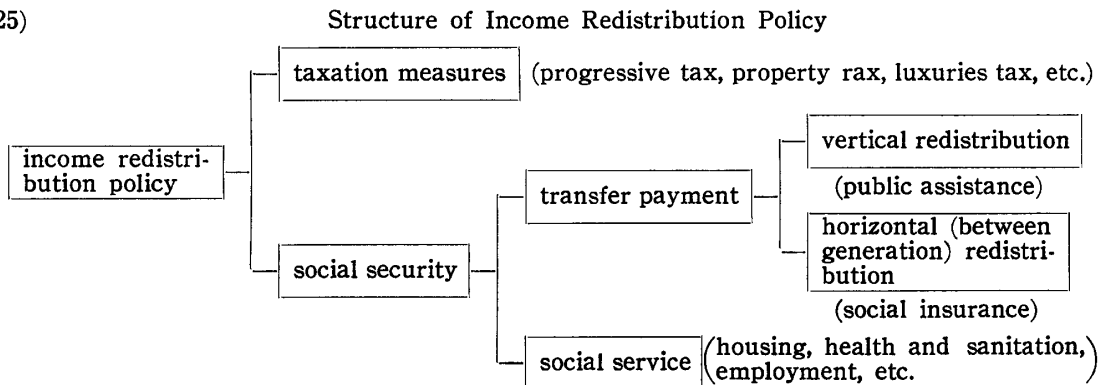 25)
Structure of Income Redistribution Policy
taxation measures (progressive tax, property rax, luxuries tax, etc.)
income redistri-
bution policy
vertical redistribution
(public assistance)
transfer payment
horizontal (between
generation) redistri-
bution
(social insurance)
social security
social service (housing, health and sanitation,
employment, etc.)